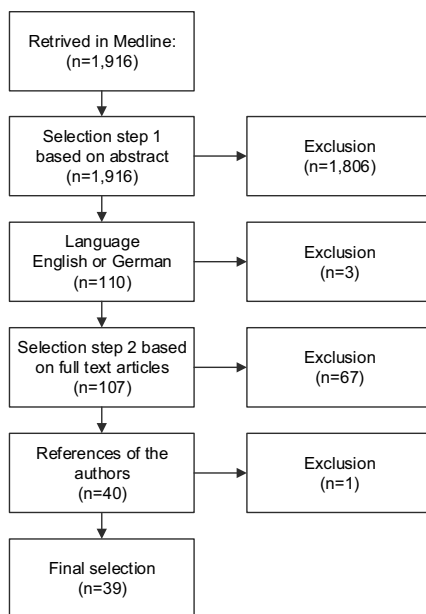 Retrived in Medline:
(n=1,916)
Selection step 1
based on abstract
(n=1,916)
Exclusion
(n=1,806)
Language
English or German
(n=110)
Exclusion
(n=3)
Selection step 2 based
on full text articles
(n=107)
Exclusion
(n=67)
References of the
authors
(n=40)
Exclusion
(n=1)
Final selection
(n=39)